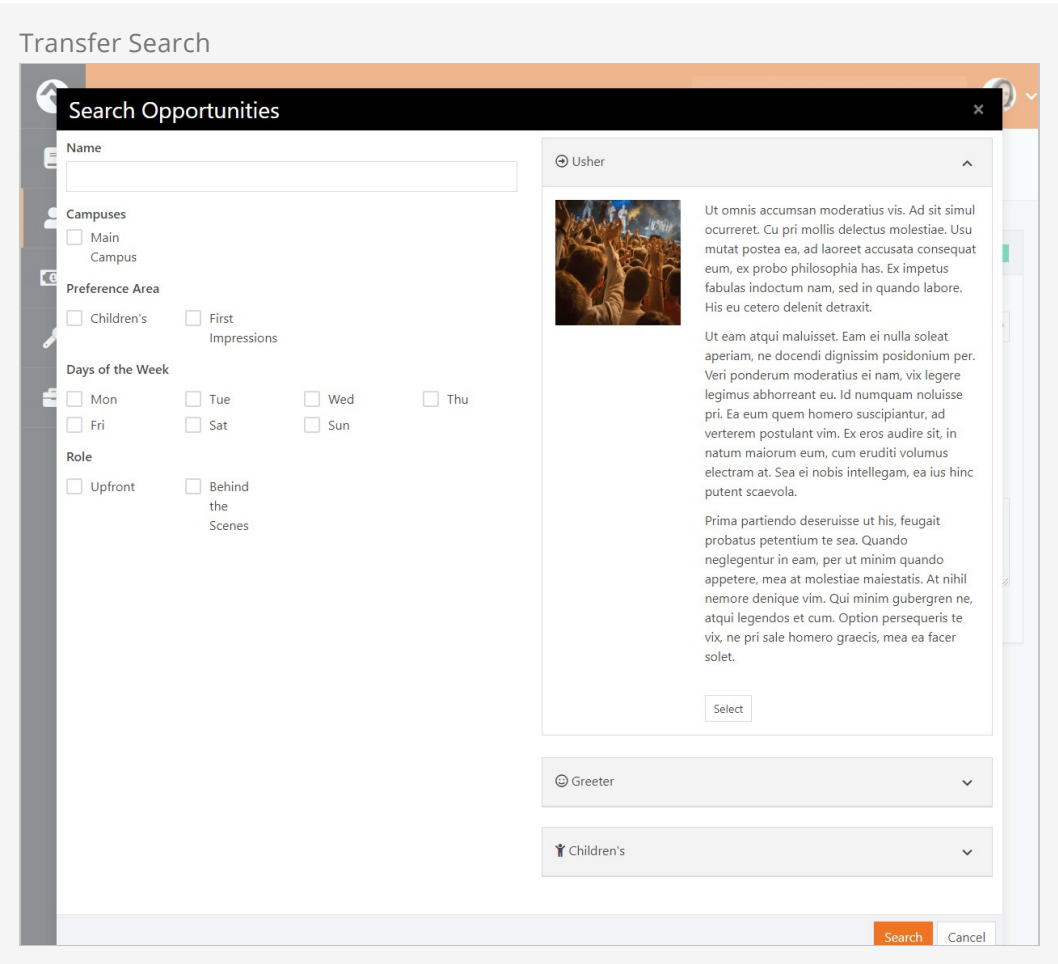 Transfer Search
Search Opportunities
×
Name
Campuses
Main
Campus
Preference Area
Children's
First
Impressions
Days of the Week
Mon
Tue
Wed
Thu
Fri
Sat
Sun
Role
Upfront
Behind
the
Scenes
Usher
Ut omnis accumsan moderatius vis. Ad sit simul
ocurreret. Cu pri mollis delectus molestiae. Usu
mutat postea ea, ad laoreet accusata consequat
eum, ex probo philosophia has. Ex impetus
fabulas indoctum nam, sed in quando labore.
His eu cetero delenit detraxit.
Ut eam atqui maluisset. Eam ei nulla soleat
aperiam, ne docendi dignissim posidonium per.
Veri ponderum moderatius ei nam, vix legere
legimus abhorreant eu. Id numquam noluisse
pri. Ea eum quem homero suscipiantur, ad
verterem postulant vim. Ex eros audire sit, in
natum maiorum eum, cum eruditi volumus
electram at. Sea ei nobis intellegam, ea ius hinc
putent scaevola.
Prima partiendo deseruisse ut his, feugait
probatus petentium te sea. Quando
neglegentur in eam, per ut minim quando
appetere, mea at molestiae maiestatis. At nihil
nemore denique vim. Qui minim gubergren ne,
atqui legendos et cum. Option persequeris te
vix, ne pri sale homero graecis, mea ea facer
solet.
Select
Greeter
Children's
Search
Cancel